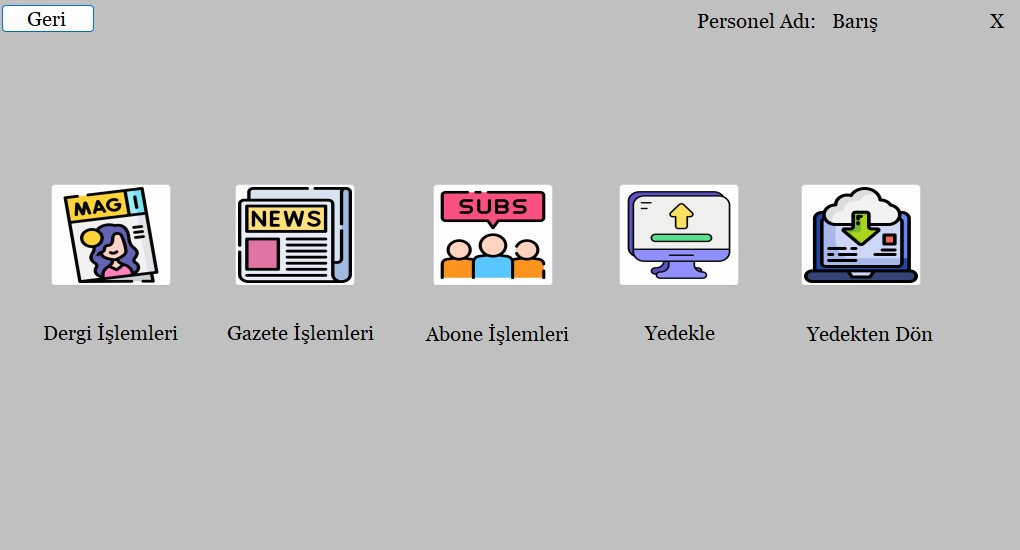 Geri
Personel Adı: Barış
X
MAG
NEWS
SUBS
Dergi İşlemleri
Gazete İşlemleri
Abone İşlemleri
Yedekle
Yedekten Dön